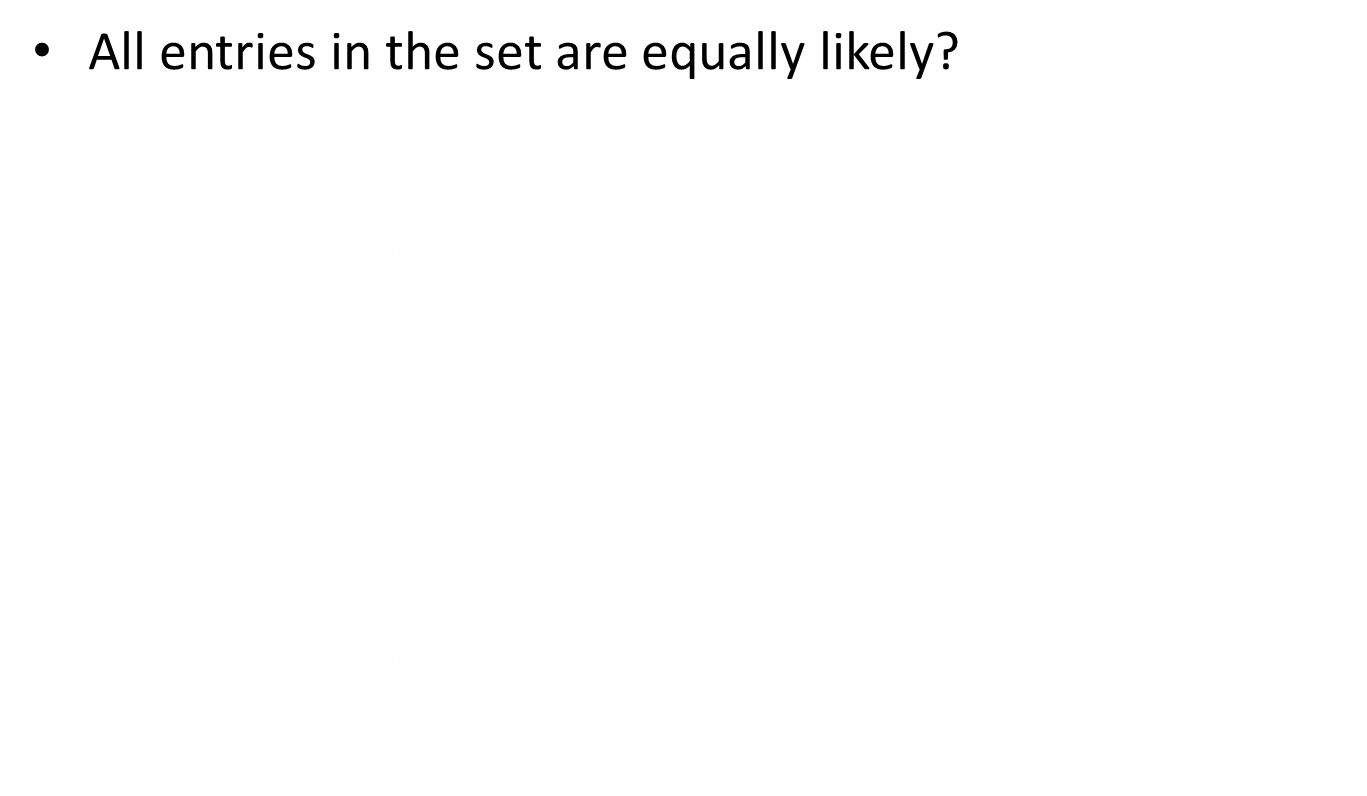 • All entries in the set are equally likely?